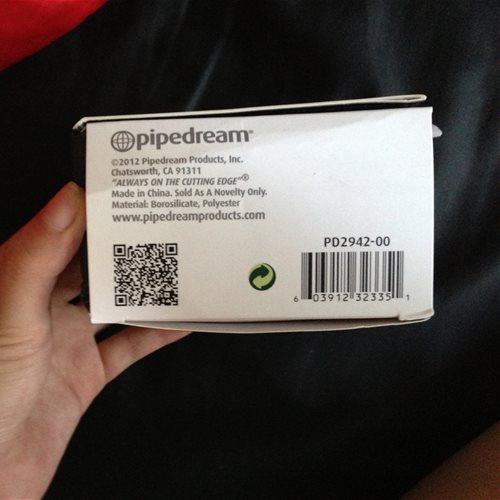 pipedream®
©2012 Pipedream Products, Inc.
Chatsworth, CA 91311
"ALWAYS ON THE CUTTING EDGE"®
Made in China. Sold As A Novelty Only.
Material: Borosilicate, Polyester
www.pipedreamproducts.com
PD2942-00
6 03912 32335 1